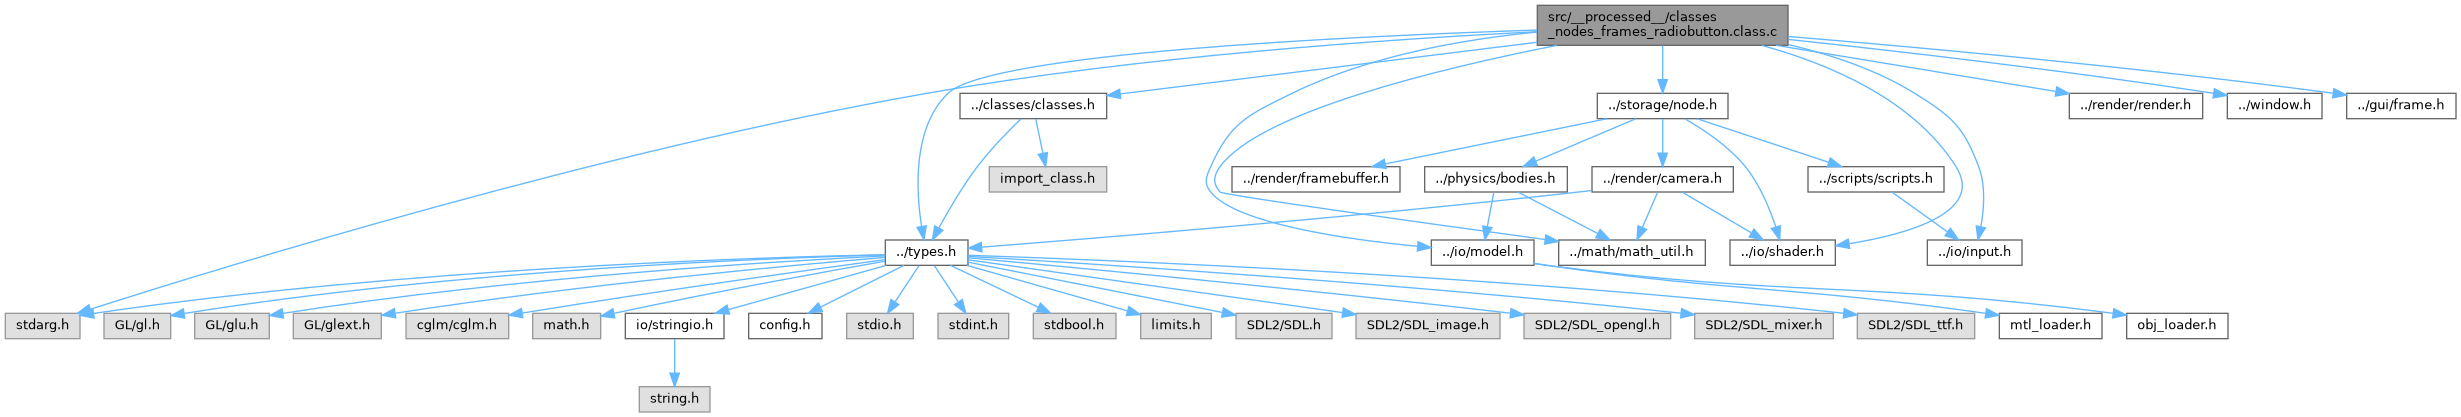 src/__processed__/classes
_nodes_frames_radiobutton.class.c
../classes/classes.h
../storage/node.h
../render/render.h
../window.h
../gui/frame.h
import_class.h
../render/framebuffer.h
../physics/bodies.h
../render/camera.h
../scripts/scripts.h
../types.h
../io/model.h
../math/math_util.h
../io/shader.h
../io/input.h
stdarg.h
GL/gl.h
GL/glu.h
GL/glext.h
cglm/cglm.h
math.h
io/stringio.h
config.h
stdio.h
stdint.h
stdbool.h
limits.h
SDL2/SDL.h
SDL2/SDL_image.h
SDL2/SDL_opengl.h
SDL2/SDL_mixer.h
SDL2/SDL_ttf.h
mtl_loader.h
obj_loader.h
string.h